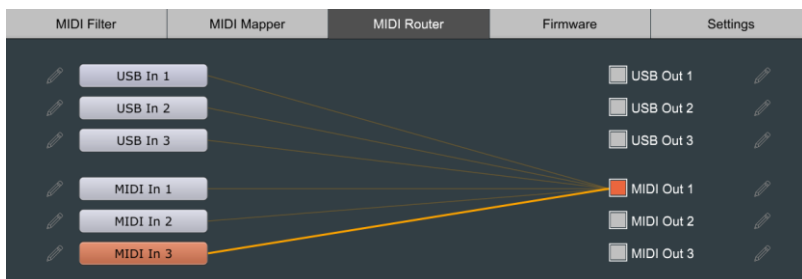 MIDI Filter MIDI Mapper MIDI Router Firmware Settings
USB In 1 USB Out 1
USB In 2 USB Out 2
USB In 3 USB Out 3
MIDI In 1 MIDI Out 1
MIDI In 2 MIDI Out 2
MIDI In 3 MIDI Out 3